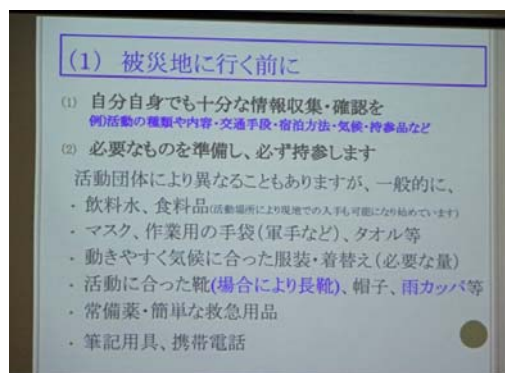 (1) 被災地に行く前に
(1) 自分自身でも十分な情報収集・確認を
例)活動の種類や内容・交通手段・宿泊方法・気候・持参品など
(2) 必要なものを準備し、必ず持参します
活動団体により異なることもありますが、一般的に、
・飲料水、食料品(活動場所により現地での入手も可能になり始めています)
・マスク、作業用の手袋(軍手など)、タオル等
・動きやすく気候に合った服装・着替え(必要な量)
・活動に合った靴(場合により長靴)、帽子、雨カッパ等
・常備薬・簡単な救急用品
・筆記用具、携帯電話